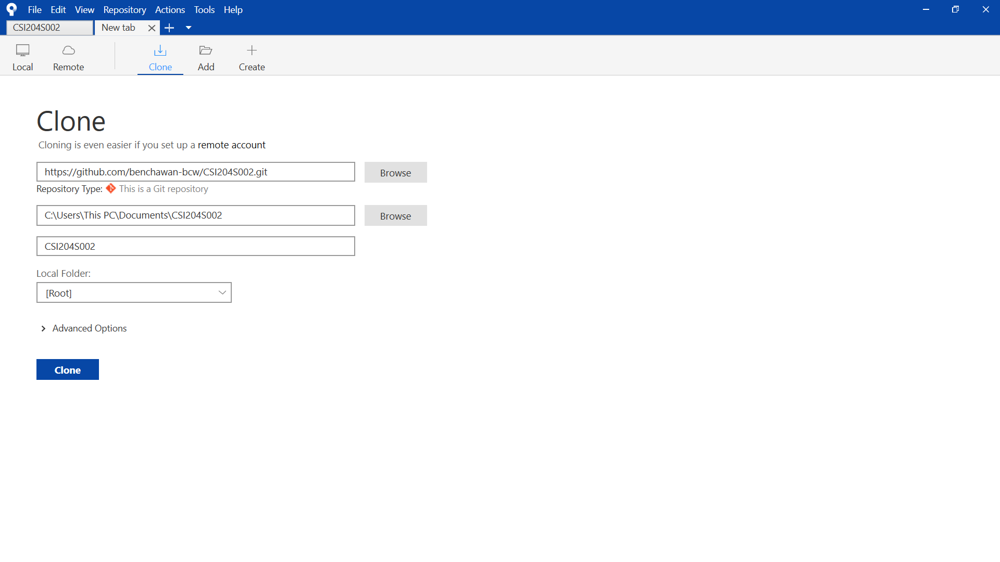 File Edit View Repository Actions Tools Help
CSI204S002 New tab
Local Remote Clone Add Create
Clone
Cloning is even easier if you set up a remote account
https://github.com/benchawan-bcw/CSI204S002.git Browse
Repository Type: This is a Git repository
C:\Users\This PC\Documents\CSI204S002 Browse
CSI204S002
Local Folder:
[Root]
Advanced Options
Clone